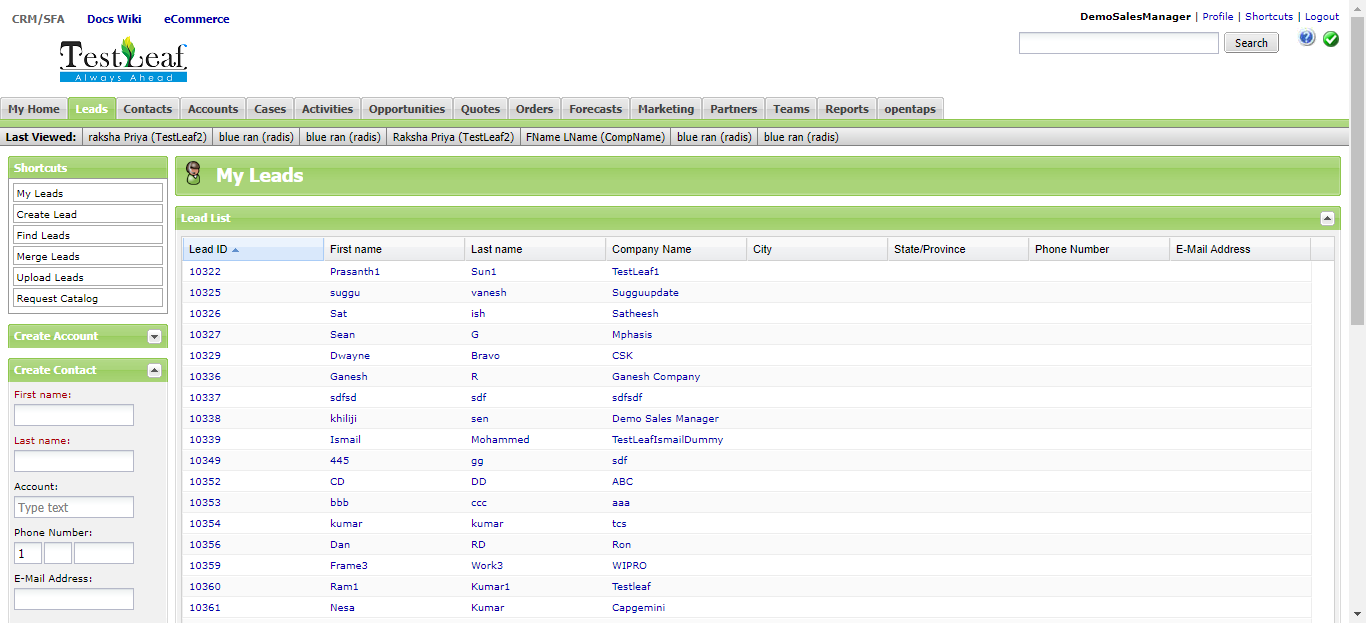 CRM/SFA Docs Wiki eCommerce
DemoSalesManager | Profile | Shortcuts | Logout
TestLeaf
Always Ahead
Search
My Home Leads Contacts Accounts Cases Activities Opportunities Quotes Orders Forecasts Marketing Partners Teams Reports opentaps
Last Viewed: raksha Priya (TestLeaf2) blue ran (radis) blue ran (radis) Raksha Priya (TestLeaf2) FName LName (CompName) blue ran (radis) blue ran (radis)
Shortcuts
My Leads
Create Lead
Find Leads
Merge Leads
Upload Leads
Request Catalog
Create Account
Create Contact
First name:
Last name:
Account:
Type text
Phone Number:
1
E-Mail Address:
My Leads
Lead List
Lead ID First name Last name Company Name City State/Province Phone Number E-Mail Address
10322 Prasanth1 Sun1 TestLeaf1
10325 suggu vanesh Sugguupdate
10326 Sat ish Satheesh
10327 Sean G Mphasis
10329 Dwayne Bravo CSK
10336 Ganesh R Ganesh Company
10337 sdfsd sdf sdfsdf
10338 khiliji sen Demo Sales Manager
10339 Ismail Mohammed TestLeafIsmailDummy
10349 445 gg sdf
10352 CD DD ABC
10353 bbb ccc aaa
10354 kumar kumar tcs
10356 Dan RD Ron
10359 Frame3 Work3 WIPRO
10360 Ram1 Kumar1 Testleaf
10361 Nesa Kumar Capgemini